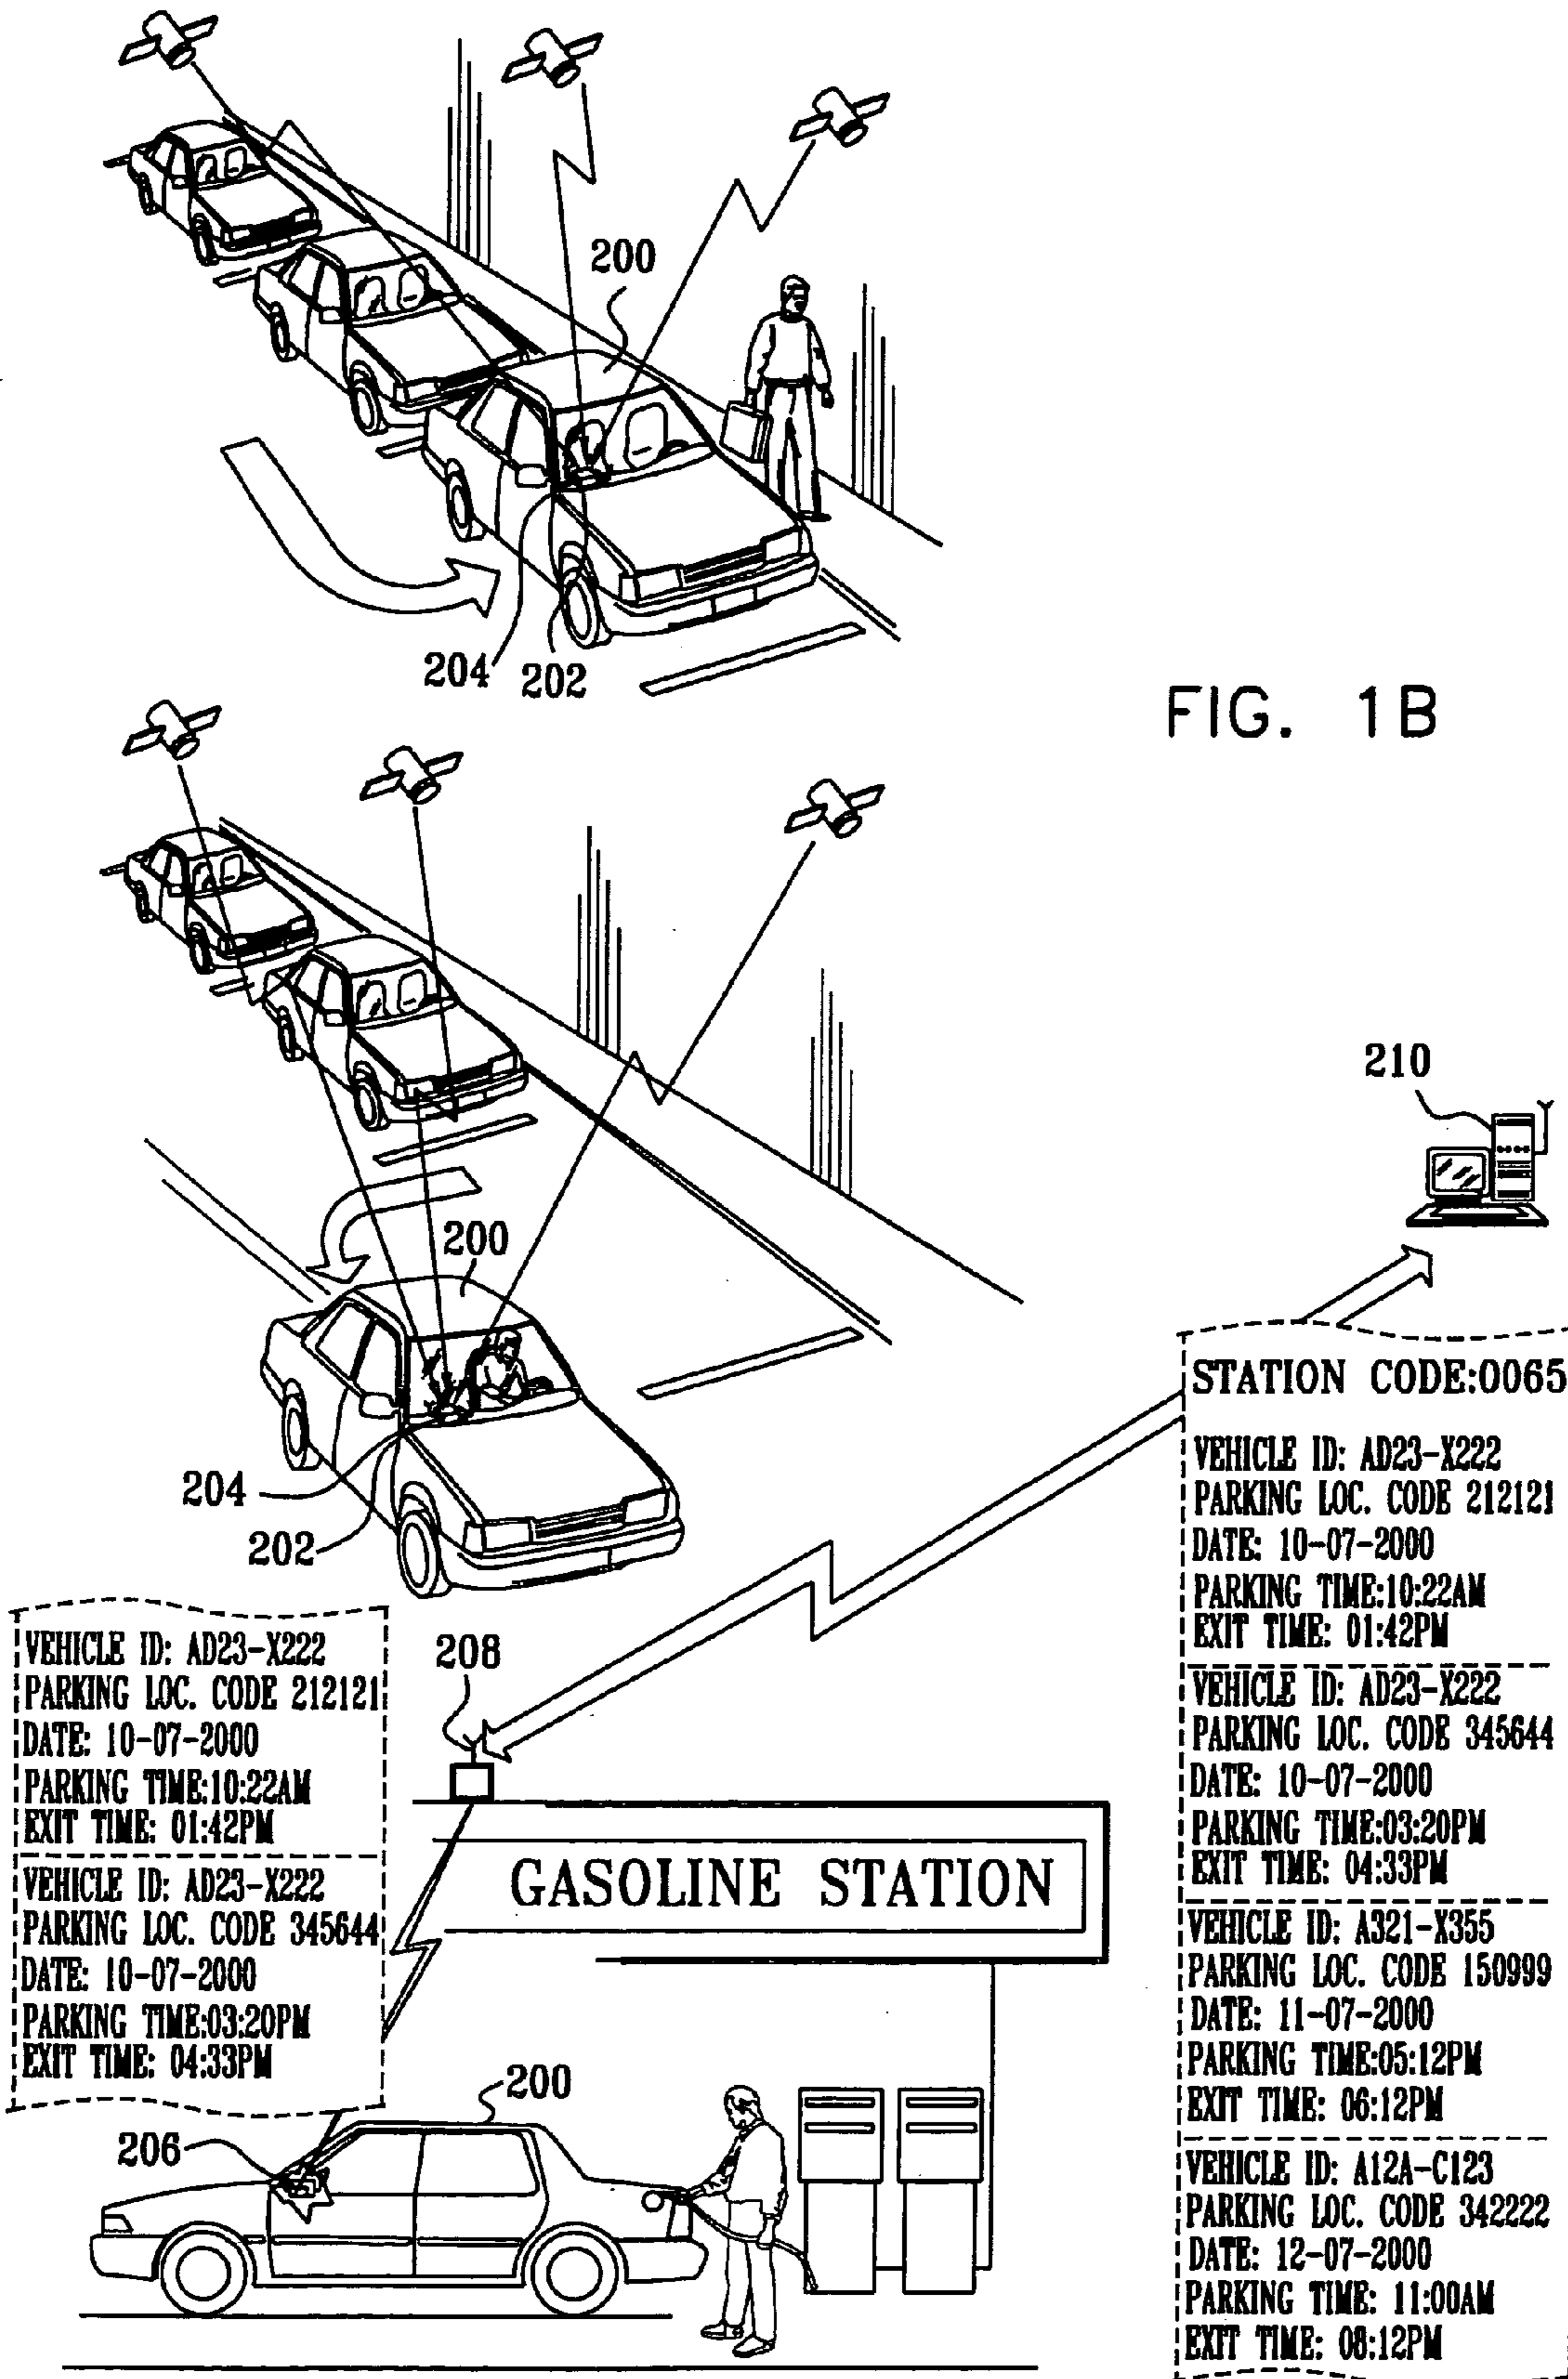 200
204
202
FIG. 1B
210
200
204
202
STATION CODE:0065
VEHICLE ID: AD23-X222
PARKING LOC. CODE 212121
DATE: 10-07-2000
PARKING TIME:10:22AM
EXIT TIME: 01:42PM
VEHICLE ID: AD23-X222
PARKING LOC. CODE 345644
DATE: 10-07-2000
PARKING TIME:03:20PM
EXIT TIME: 04:33PM
VEHICLE ID: A321-X355
PARKING LOC. CODE 150999
DATE: 11-07-2000
PARKING TIME:05:12PM
EXIT TIME: 06:12PM
VEHICLE ID: A12A-C123
PARKING LOC. CODE 342222
DATE: 12-07-2000
PARKING TIME: 11:00AM
EXIT TIME: 08:12PM
VEHICLE ID: AD23-X222
PARKING LOC. CODE 212121
DATE: 10-07-2000
PARKING TIME:10:22AM
EXIT TIME: 01:42PM
VEHICLE ID: AD23-X222
PARKING LOC. CODE 345644
DATE: 10-07-2000
PARKING TIME:03:20PM
EXIT TIME: 04:33PM
208
GASOLINE STATION
200
206